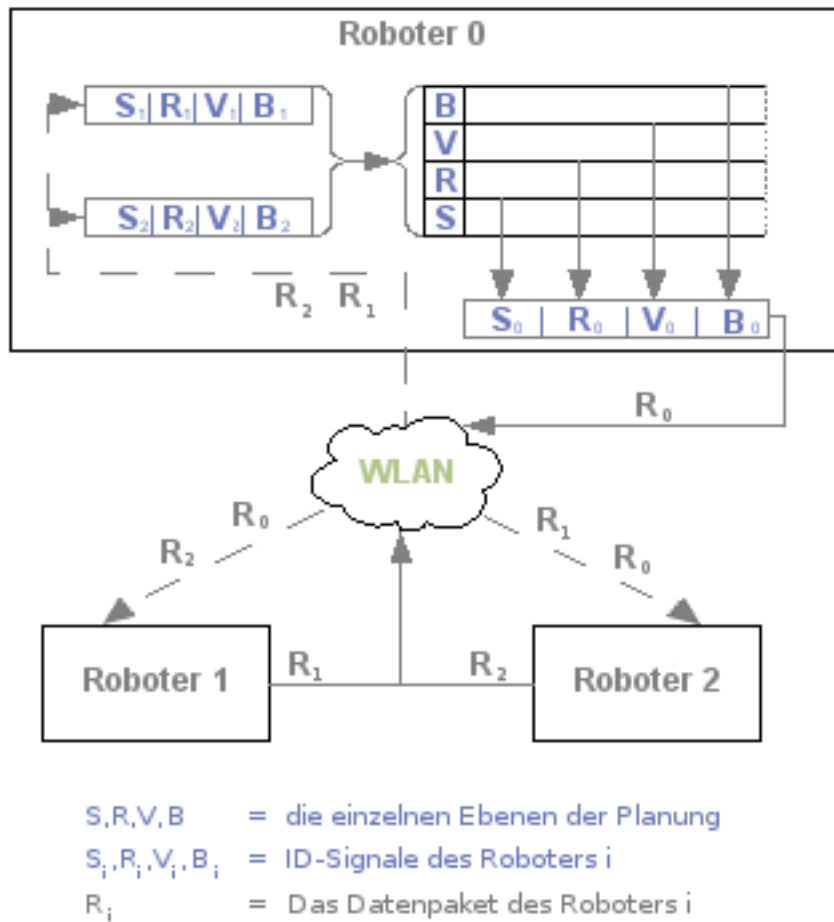 Roboter 0
S₁| R₁| V₁| B₁
S₂| R₂| V₂| B₂
B
V
R
S
R₂ R₁
S₀ | R₀ | V₀ | B₀
R₀
WLAN
R₀
R₂
R₁
R₀
Roboter 1
R₁
R₂
Roboter 2
S,R,V,B = die einzelnen Ebenen der Planung
Sᵢ,Rᵢ,Vᵢ,Bᵢ = ID-Signale des Roboters i
Rᵢ = Das Datenpaket des Roboters i